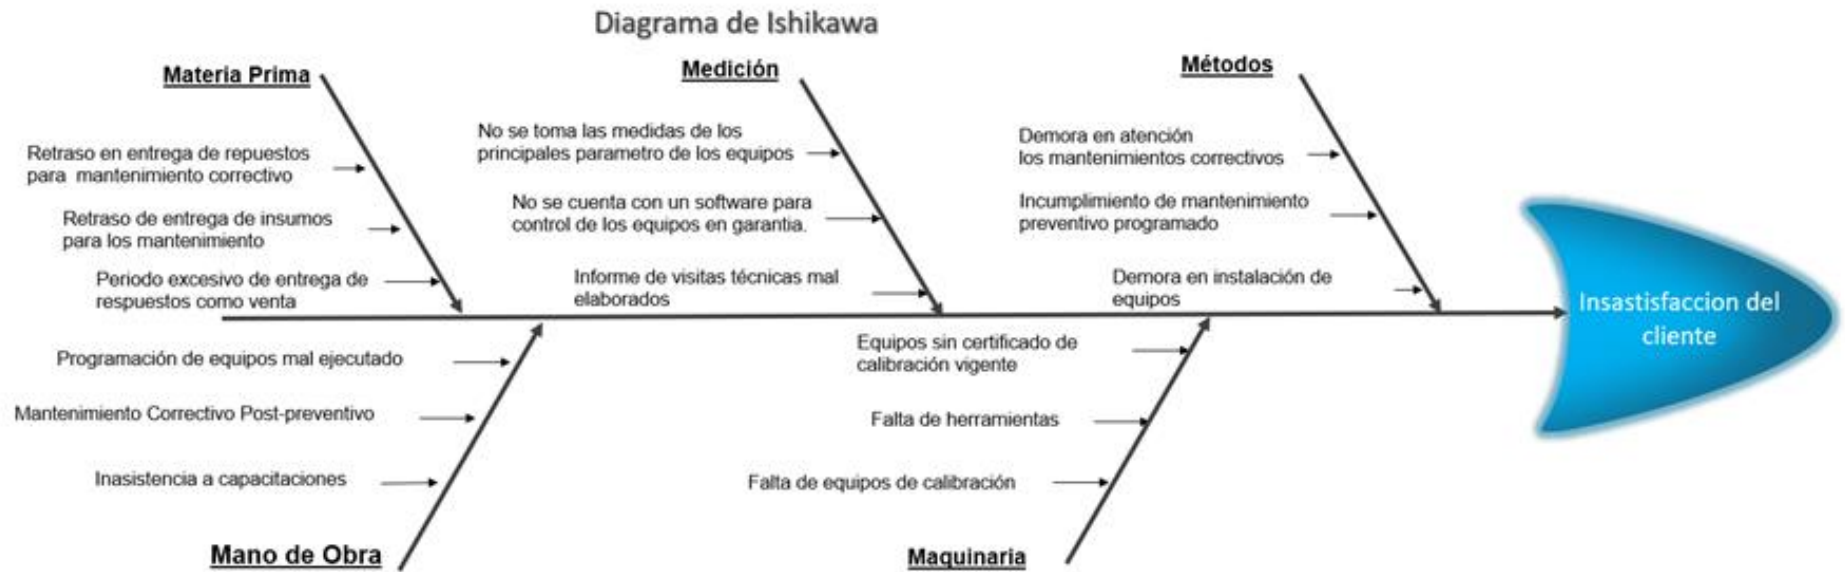 Diagrama de Ishikawa
Materia Prima
Retraso en entrega de repuestos
para mantenimiento correctivo
Retraso de entrega de insumos
para los mantenimiento
Periodo excesivo de entrega de
respuestos como venta
Medición
No se toma las medidas de los
principales parametro de los equipos
No se cuenta con un software para
control de los equipos en garantia.
Informe de visitas técnicas mal
elaborados
Métodos
Demora en atención
los mantenimientos correctivos
Incumplimiento de mantenimiento
preventivo programado
Demora en instalación de
equipos
Insastisfaccion del
cliente
Programación de equipos mal ejecutado
Mantenimiento Correctivo Post-preventivo
Inasistencia a capacitaciones
Mano de Obra
Equipos sin certificado de
calibración vigente
Falta de herramientas
Falta de equipos de calibración
Maquinaria